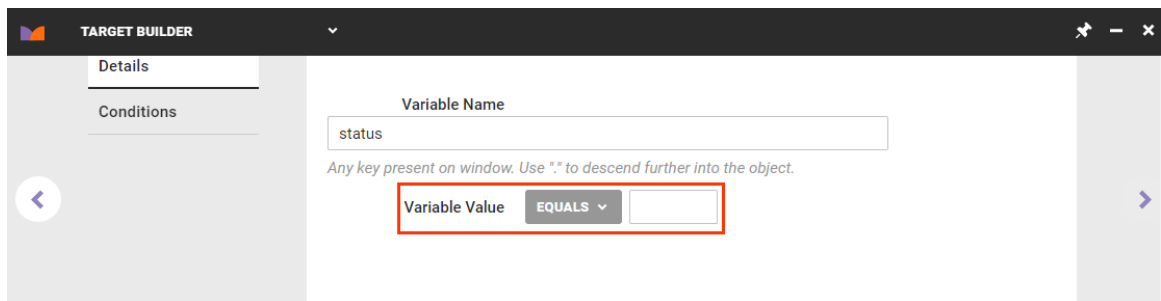 TARGET BUILDER
Details
Conditions
Variable Name
status
Any key present on window. Use "." to descend further into the object.
Variable Value EQUALS